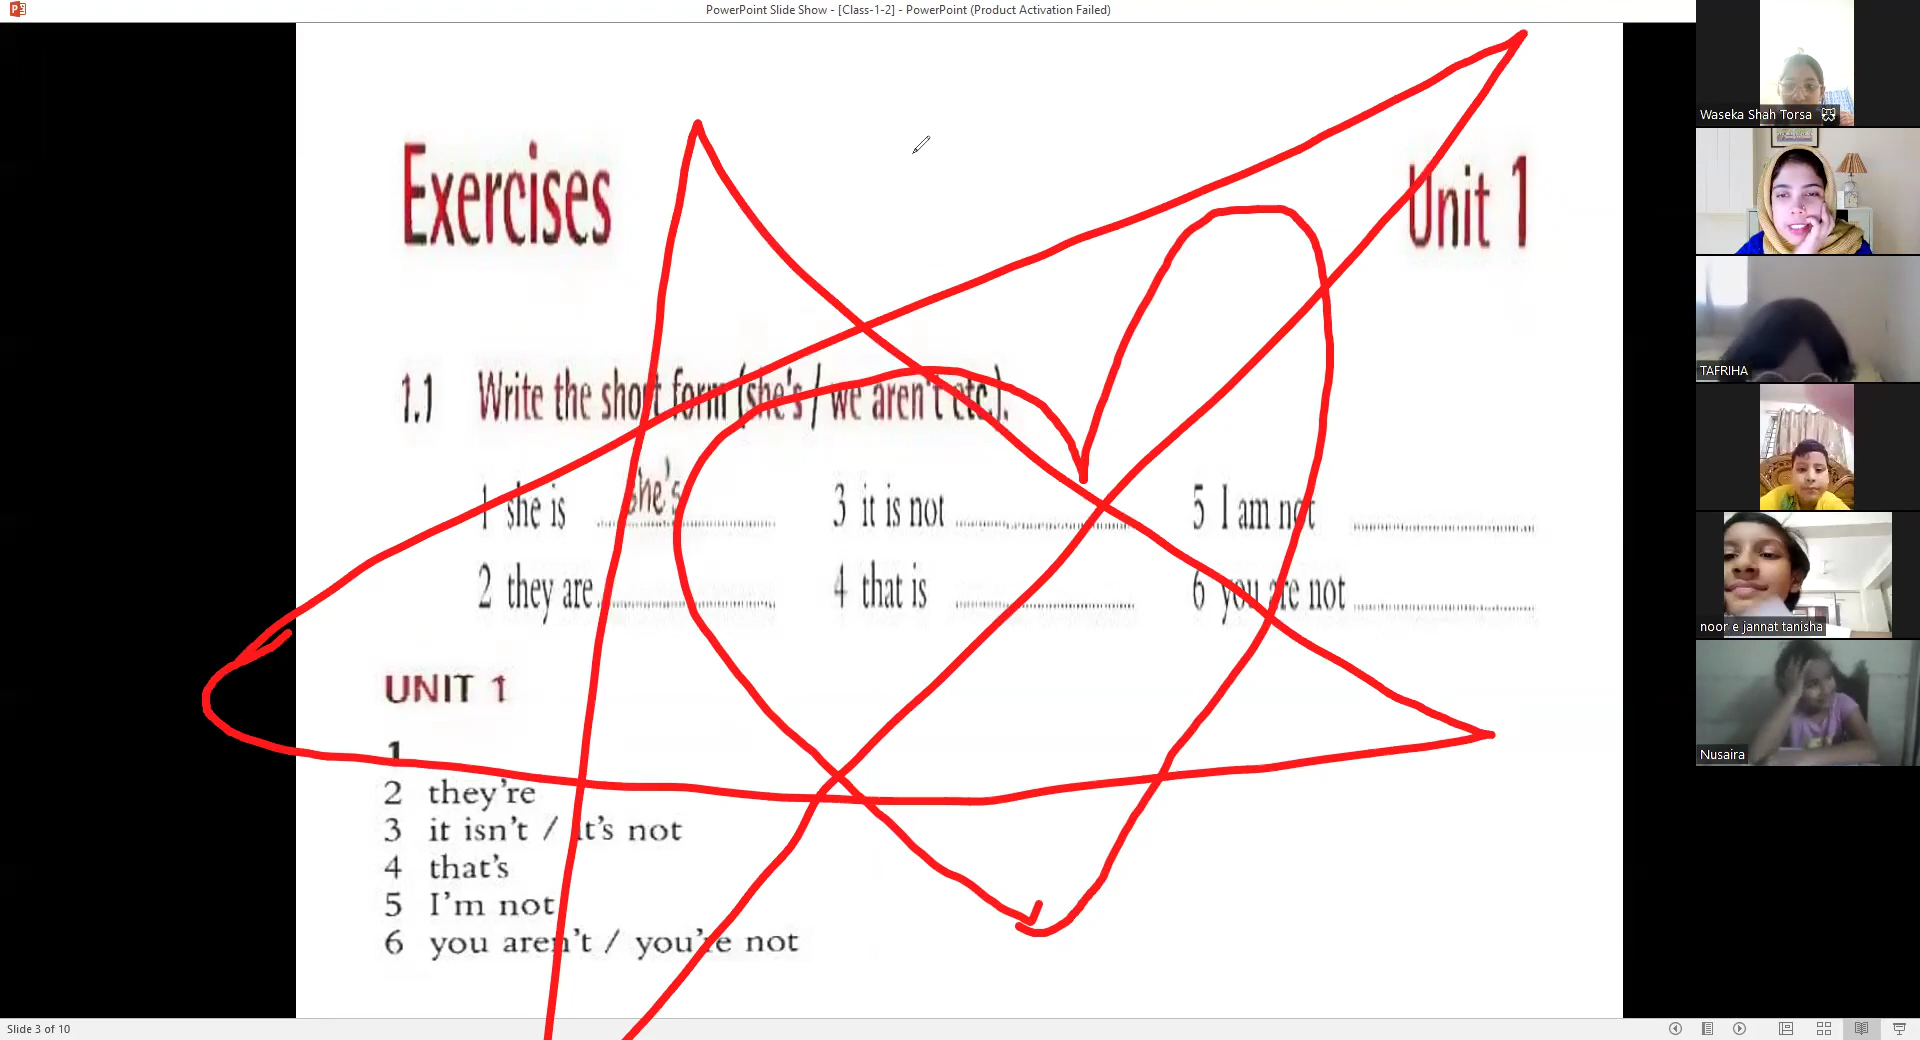 PowerPoint Slide Show - [Class-1-2] - PowerPoint (Product Activation Failed)
Exercises
Unit 1
1.1 Write the short form (she's / we aren't etc.).
1 she is she's 3 it is not 5 I am not
2 they are 4 that is 6 you are not
UNIT 1
1
2 they're
3 it isn't / it's not
4 that's
5 I'm not
6 you aren't / you're not
Slide 3 of 10
Waseka Shah Torsa
TAFRIHA
noor e jannat tanisha
Nusaira